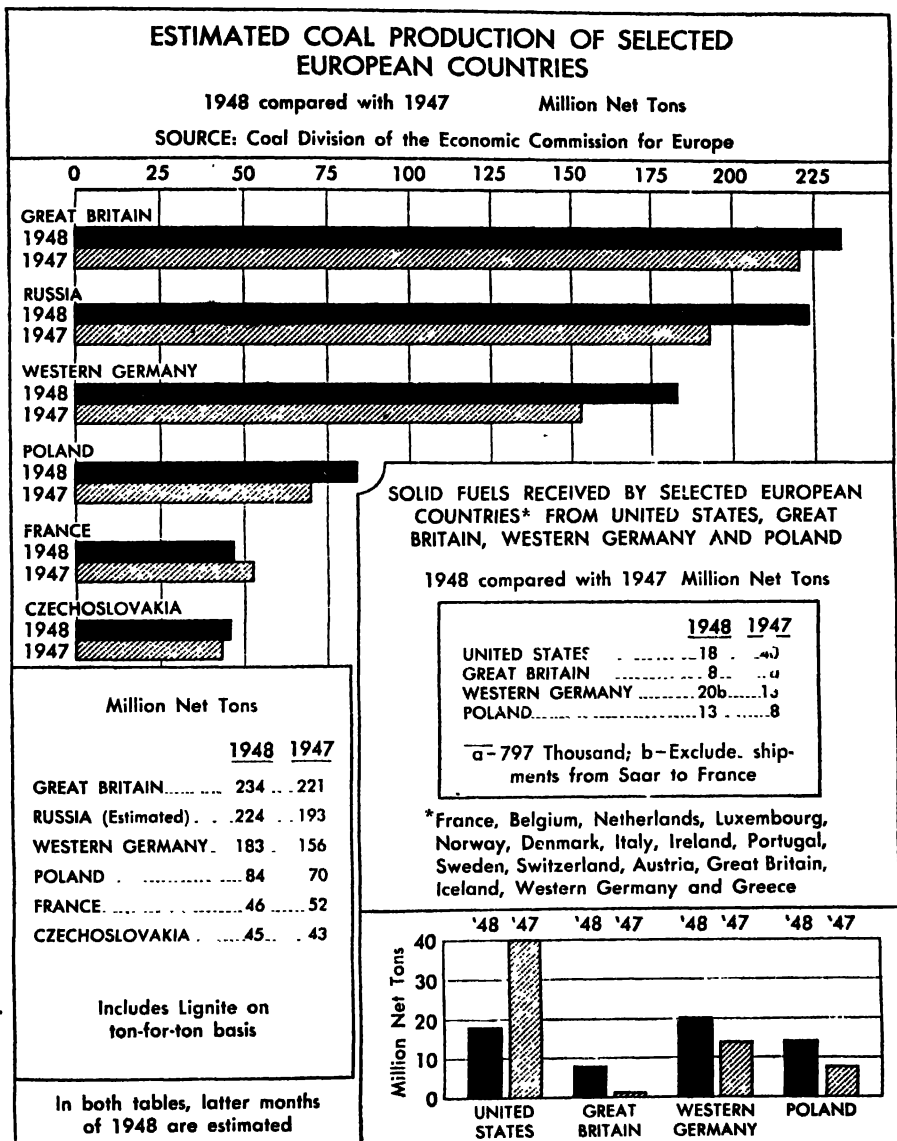 ESTIMATED COAL PRODUCTION OF SELECTED
EUROPEAN COUNTRIES
1948 compared with 1947 Million Net Tons
SOURCE: Coal Division of the Economic Commission for Europe
0 25 50 75 100 125 150 175 200 225
GREAT BRITAIN
1948
1947
RUSSIA
1948
1947
WESTERN GERMANY
1948
1947
POLAND
1948
1947
FRANCE
1948
1947
CZECHOSLOVAKIA
1948
1947
Million Net Tons
1948 1947
GREAT BRITAIN 234 221
RUSSIA (Estimated) 224 193
WESTERN GERMANY 183 156
POLAND 84 70
FRANCE 46 52
CZECHOSLOVAKIA 45 43
Includes Lignite on
ton-for-ton basis
In both tables, latter months
of 1948 are estimated
SOLID FUELS RECEIVED BY SELECTED EUROPEAN
COUNTRIES* FROM UNITED STATES, GREAT
BRITAIN, WESTERN GERMANY AND POLAND
1948 compared with 1947 Million Net Tons
1948 1947
UNITED STATES 18 40
GREAT BRITAIN 8 a
WESTERN GERMANY 20b
POLAND 13 8
a-797 Thousand; b-Exclude ship-
ments from Saar to France
*France, Belgium, Netherlands, Luxembourg,
Norway, Denmark, Italy, Ireland, Portugal,
Sweden, Switzerland, Austria, Great Britain,
Iceland, Western Germany and Greece
'48 '47 '48 '47 '48 '47 '48 '47
Million Net Tons
40
30
20
10
0
UNITED STATES
GREAT BRITAIN
WESTERN GERMANY
POLAND